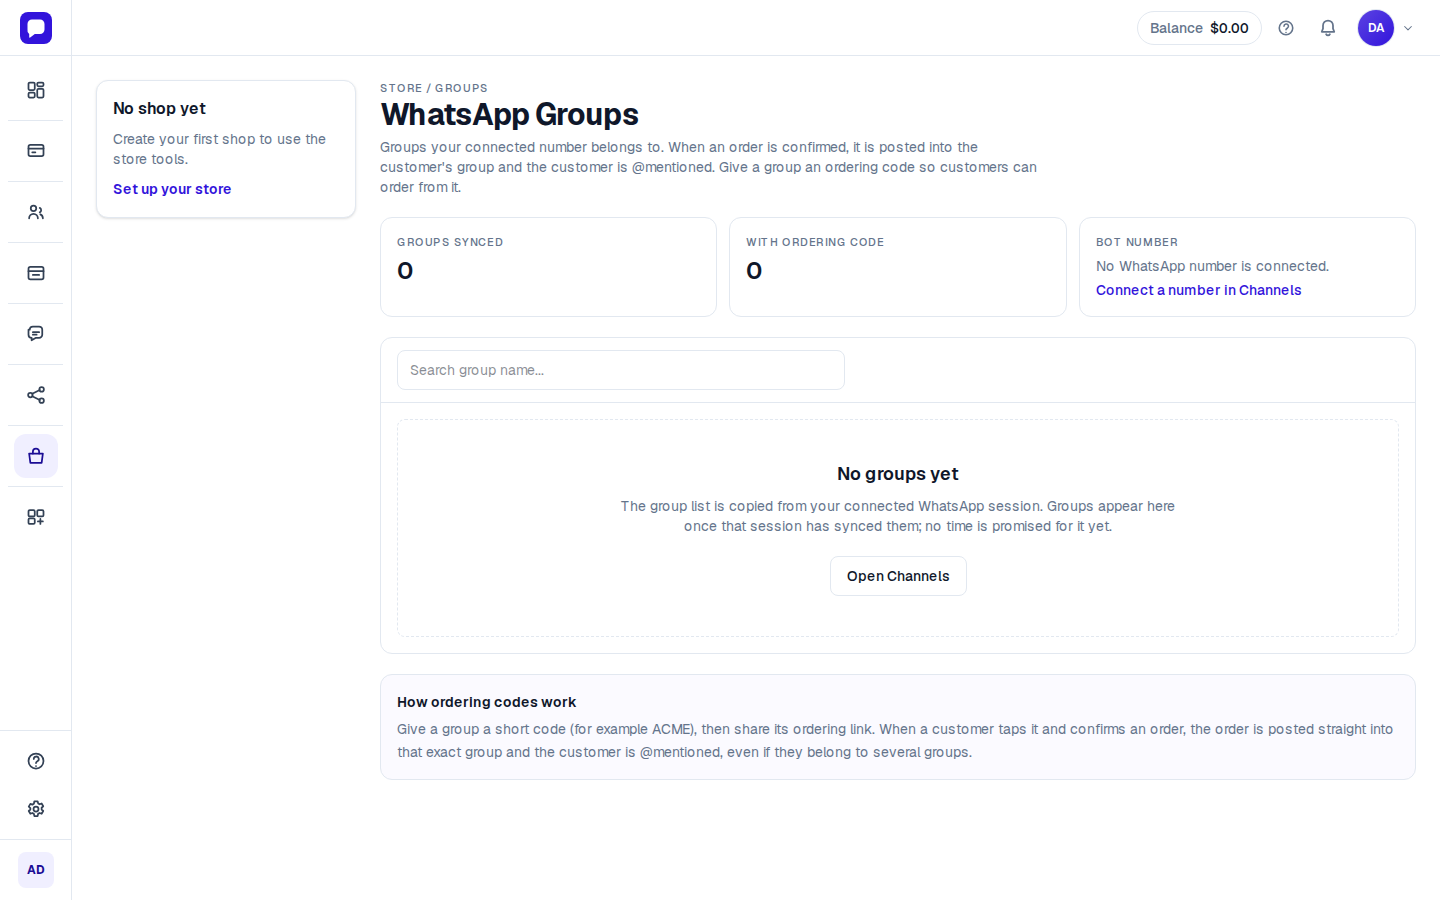 Balance $0.00
DA
No shop yet
Create your first shop to use the
store tools.
Set up your store
STORE / GROUPS
WhatsApp Groups
Groups your connected number belongs to. When an order is confirmed, it is posted into the
customer's group and the customer is @mentioned. Give a group an ordering code so customers can
order from it.
GROUPS SYNCED
0
WITH ORDERING CODE
0
BOT NUMBER
No WhatsApp number is connected.
Connect a number in Channels
Search group name...
No groups yet
The group list is copied from your connected WhatsApp session. Groups appear here
once that session has synced them; no time is promised for it yet.
Open Channels
How ordering codes work
Give a group a short code (for example ACME), then share its ordering link. When a customer taps it and confirms an order, the order is posted straight into
that exact group and the customer is @mentioned, even if they belong to several groups.
AD